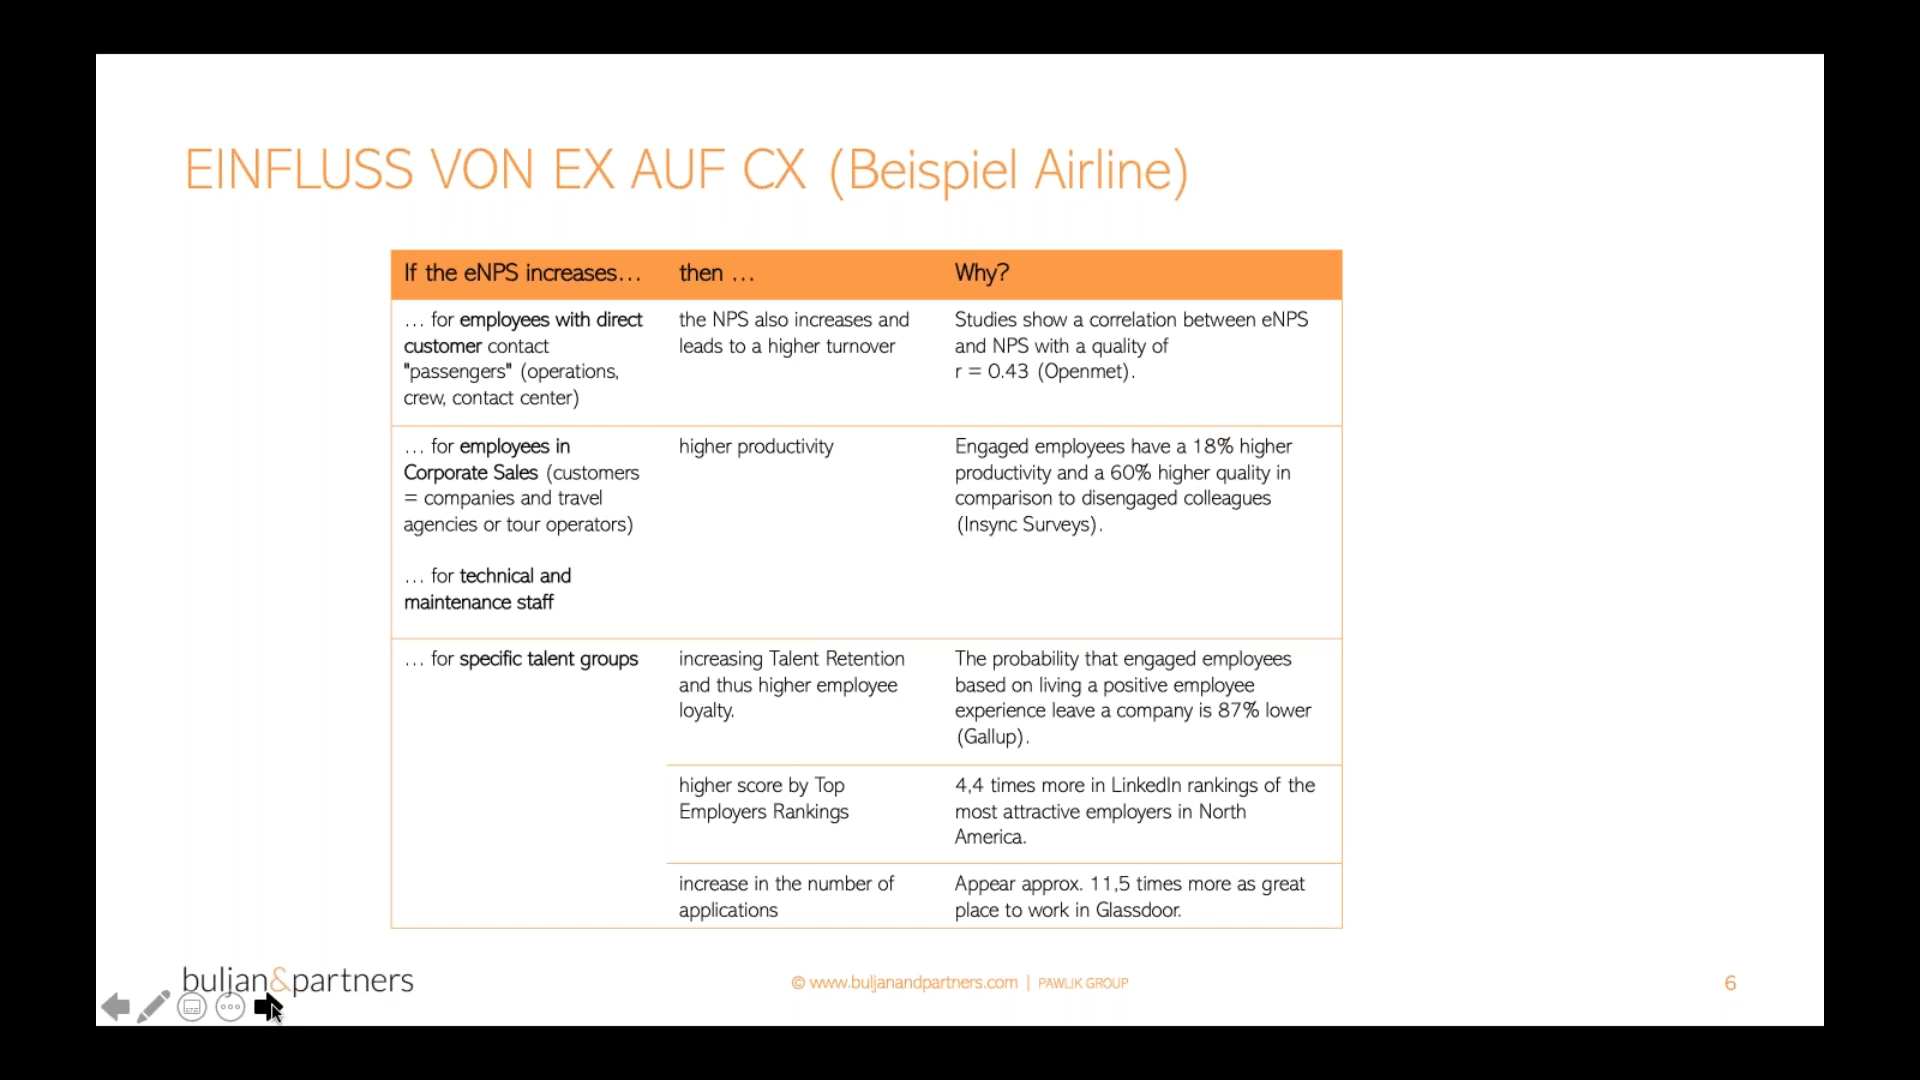 EINFLUSS VON EX AUF CX (Beispiel Airline)
If the eNPS increases…
then …
Why?
… for employees with direct
customer contact
"passengers" (operations,
crew, contact center)
the NPS also increases and
leads to a higher turnover
Studies show a correlation between eNPS
and NPS with a quality of
r = 0.43 (Openmet).
… for employees in
Corporate Sales (customers
= companies and travel
agencies or tour operators)
… for technical and
maintenance staff
higher productivity
Engaged employees have a 18% higher
productivity and a 60% higher quality in
comparison to disengaged colleagues
(Insync Surveys).
… for specific talent groups
increasing Talent Retention
and thus higher employee
loyalty.
The probability that engaged employees
based on living a positive employee
experience leave a company is 87% lower
(Gallup).
higher score by Top
Employers Rankings
4,4 times more in LinkedIn rankings of the
most attractive employers in North
America.
increase in the number of
applications
Appear approx. 11,5 times more as great
place to work in Glassdoor.
buljan&partners
© www.buljanandpartners.com | PAWLIK GROUP
6